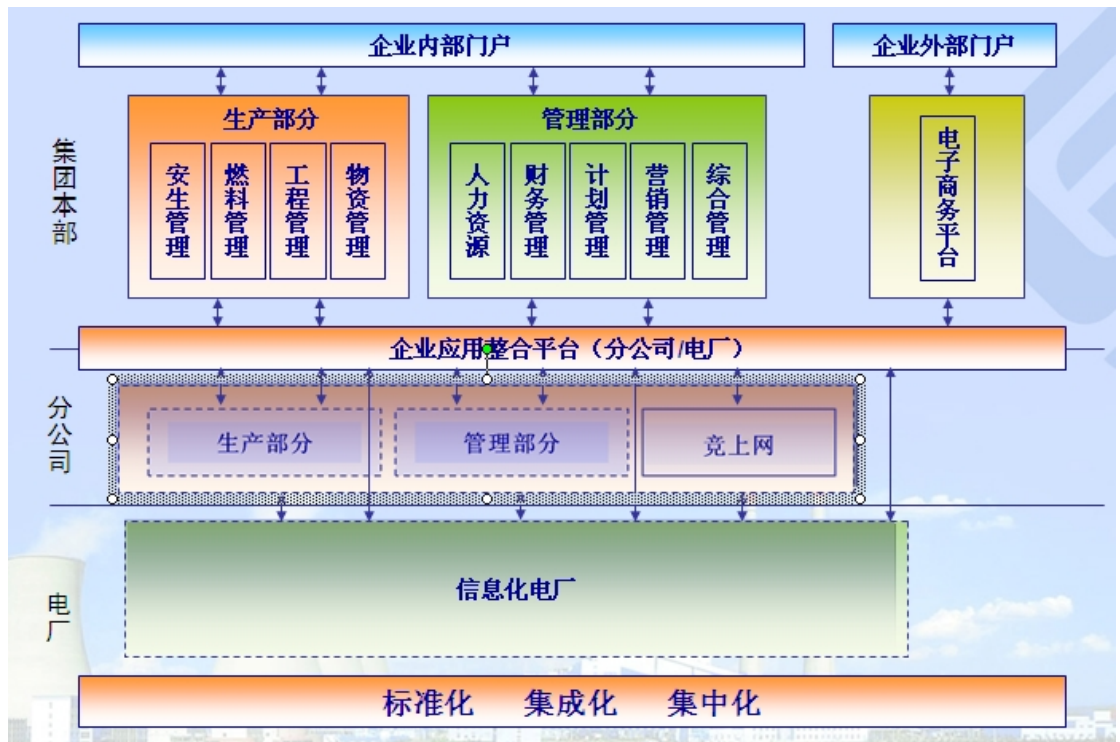 企业内部门户
企业外部门户
集团本部
生产部分
安生管理
燃料管理
工程管理
物资管理
管理部分
人力资源
财务管理
计划管理
营销管理
综合管理
电子商务平台
企业应用整合平台（分公司/电厂）
分公司
生产部分
管理部分
竞上网
电厂
信息化电厂
标准化 集成化 集中化